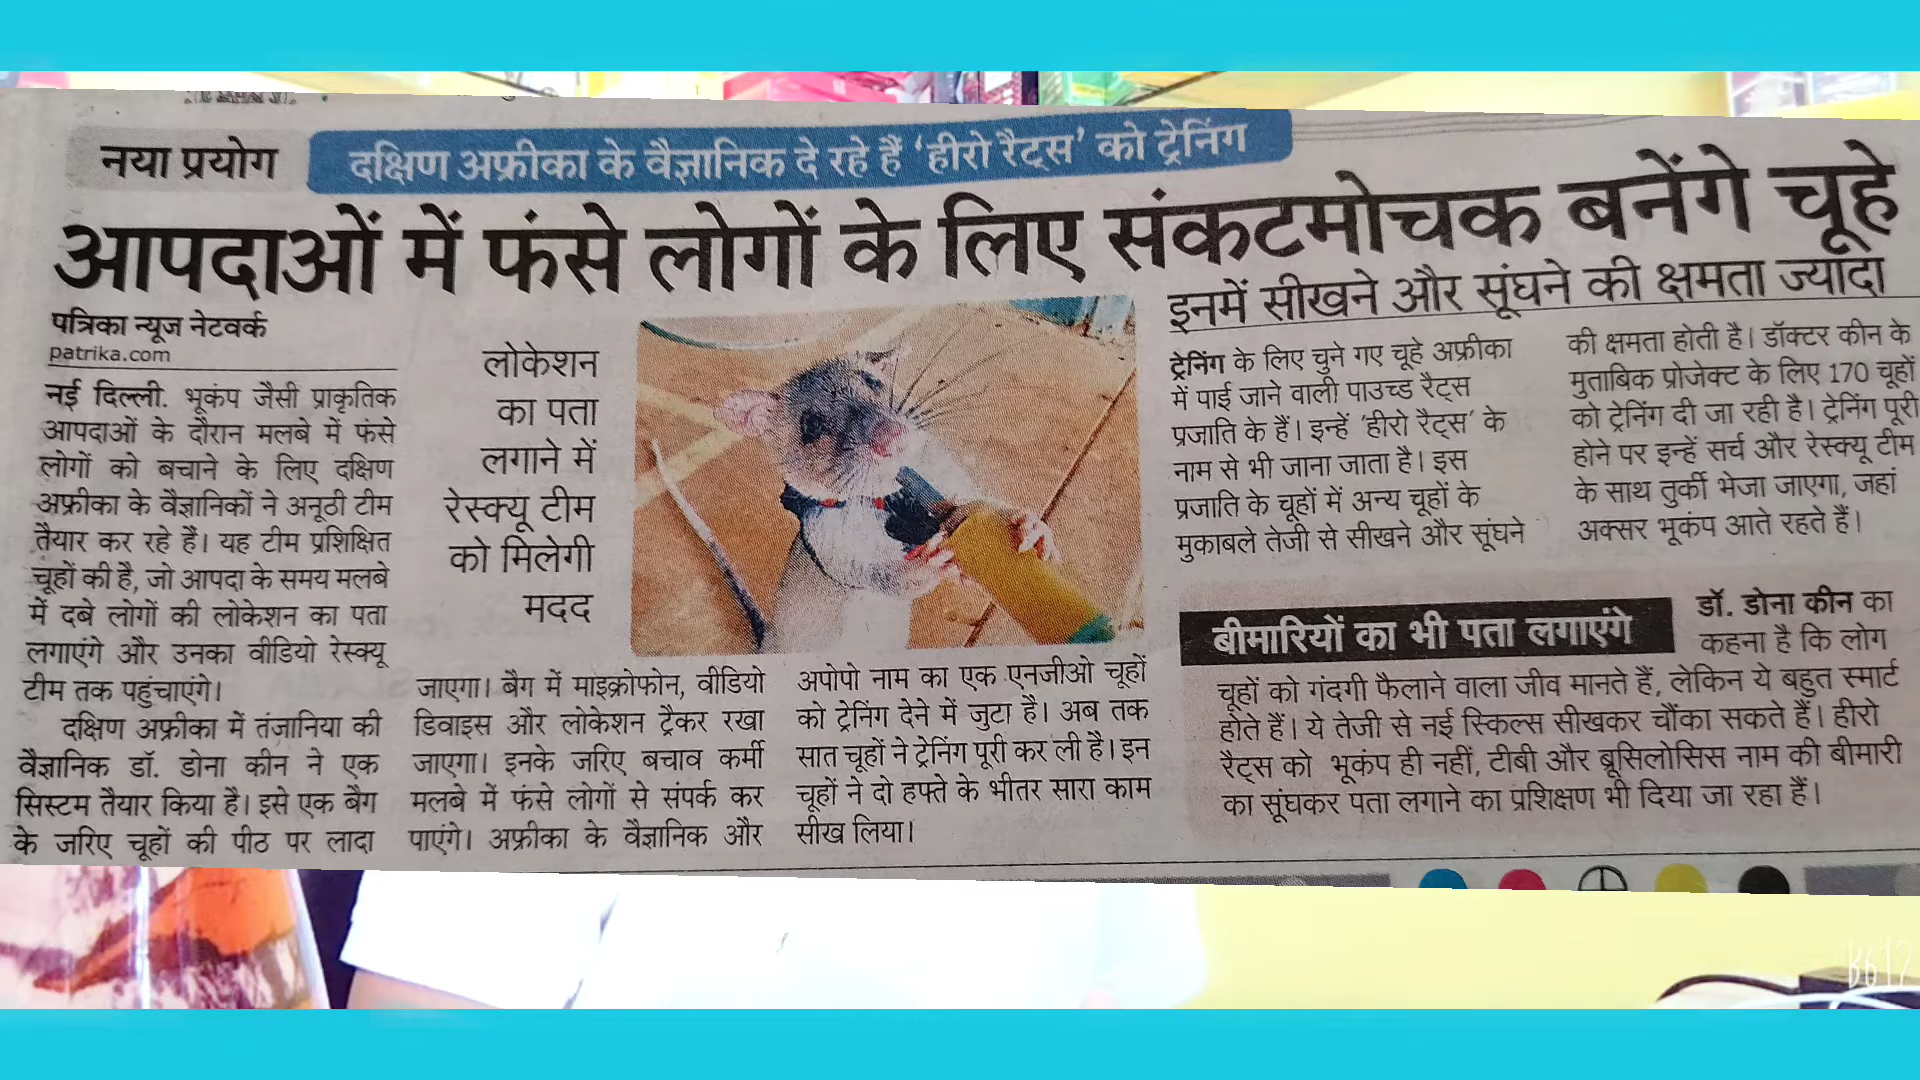 नया प्रयोग
दक्षिण अफ्रीका के वैज्ञानिक दे रहे हैं ‘हीरो रैट्स’ को ट्रेनिंग
आपदाओं में फंसे लोगों के लिए संकटमोचक बनेंगे चूहे
पत्रिका न्यूज नेटवर्क
patrika.com
नई दिल्ली. भूकंप जैसी प्राकृतिक
आपदाओं के दौरान मलबे में फंसे
लोगों को बचाने के लिए दक्षिण
अफ्रीका के वैज्ञानिकों ने अनूठी टीम
तैयार कर रहे हैं। यह टीम प्रशिक्षित
चूहों की है, जो आपदा के समय मलबे
में दबे लोगों की लोकेशन का पता
लगाएंगे और उनका वीडियो रेस्क्यू
टीम तक पहुंचाएंगे।
दक्षिण अफ्रीका में तंजानिया की
वैज्ञानिक डॉ. डोना कीन ने एक
सिस्टम तैयार किया है। इसे एक बैग
के जरिए चूहों की पीठ पर लादा
लोकेशन
का पता
लगाने में
रेस्क्यू टीम
को मिलेगी
मदद
जाएगा। बैग में माइक्रोफोन, वीडियो
डिवाइस और लोकेशन ट्रैकर रखा
जाएगा। इनके जरिए बचाव कर्मी
मलबे में फंसे लोगों से संपर्क कर
पाएंगे। अफ्रीका के वैज्ञानिक और
अपोपो नाम का एक एनजीओ चूहों
को ट्रेनिंग देने में जुटा है। अब तक
सात चूहों ने ट्रेनिंग पूरी कर ली है। इन
चूहों ने दो हफ्ते के भीतर सारा काम
सीख लिया।
इनमें सीखने और सूंघने की क्षमता ज्यादा
ट्रेनिंग के लिए चुने गए चूहे अफ्रीका
में पाई जाने वाली पाउच्ड रैट्स
प्रजाति के हैं। इन्हें ‘हीरो रैट्स’ के
नाम से भी जाना जाता है। इस
प्रजाति के चूहों में अन्य चूहों के
मुकाबले तेजी से सीखने और सूंघने
की क्षमता होती है। डॉक्टर कीन के
मुताबिक प्रोजेक्ट के लिए 170 चूहों
को ट्रेनिंग दी जा रही है। ट्रेनिंग पूरी
होने पर इन्हें सर्च और रेस्क्यू टीम
के साथ तुर्की भेजा जाएगा, जहां
अक्सर भूकंप आते रहते हैं।
बीमारियों का भी पता लगाएंगे
डॉ. डोना कीन का
कहना है कि लोग
चूहों को गंदगी फैलाने वाला जीव मानते हैं, लेकिन ये बहुत स्मार्ट
होते हैं। ये तेजी से नई स्किल्स सीखकर चौंका सकते हैं। हीरो
रैट्स को भूकंप ही नहीं, टीबी और ब्रूसिलोसिस नाम की बीमारी
का सूंघकर पता लगाने का प्रशिक्षण भी दिया जा रहा हैं।
B612